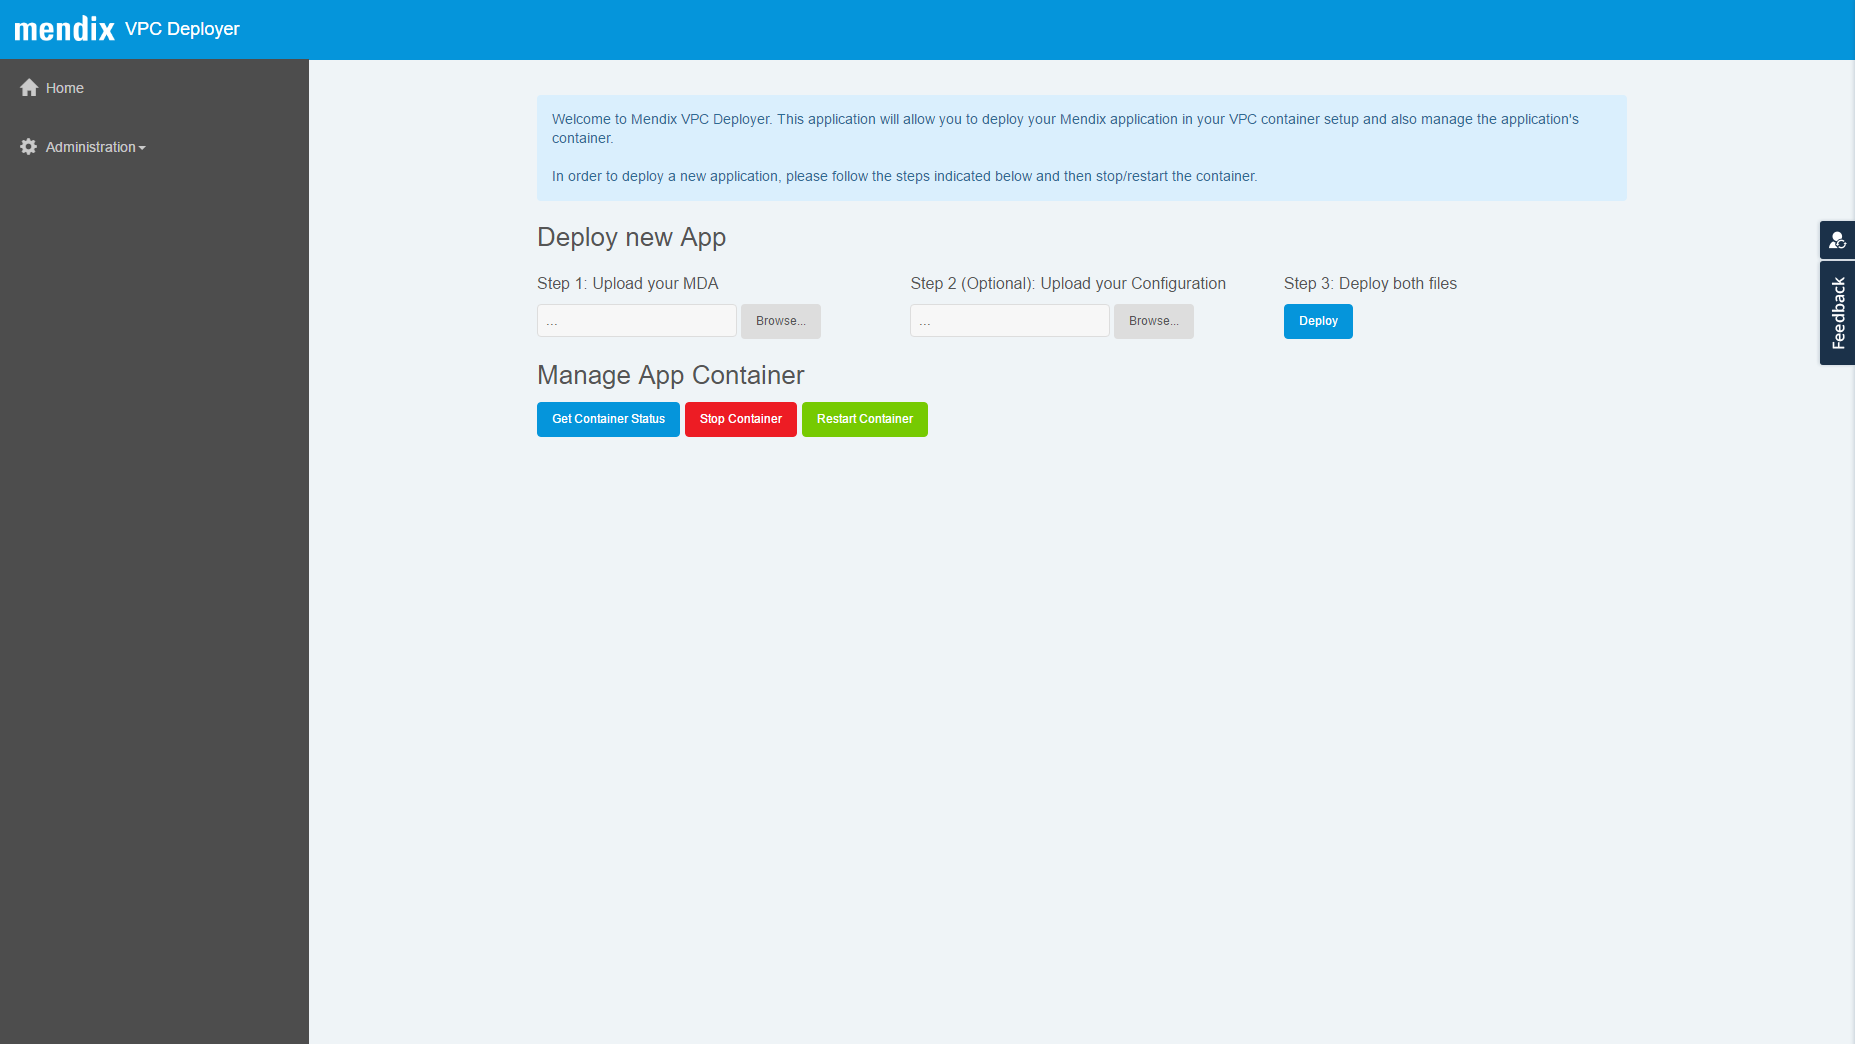 mendix VPC Deployer
Home
Administration
Welcome to Mendix VPC Deployer. This application will allow you to deploy your Mendix application in your VPC container setup and also manage the application's
container.
In order to deploy a new application, please follow the steps indicated below and then stop/restart the container.
Deploy new App
Step 1: Upload your MDA
Step 2 (Optional): Upload your Configuration
Step 3: Deploy both files
... Browse...
... Browse...
Deploy
Manage App Container
Get Container Status
Stop Container
Restart Container
Feedback